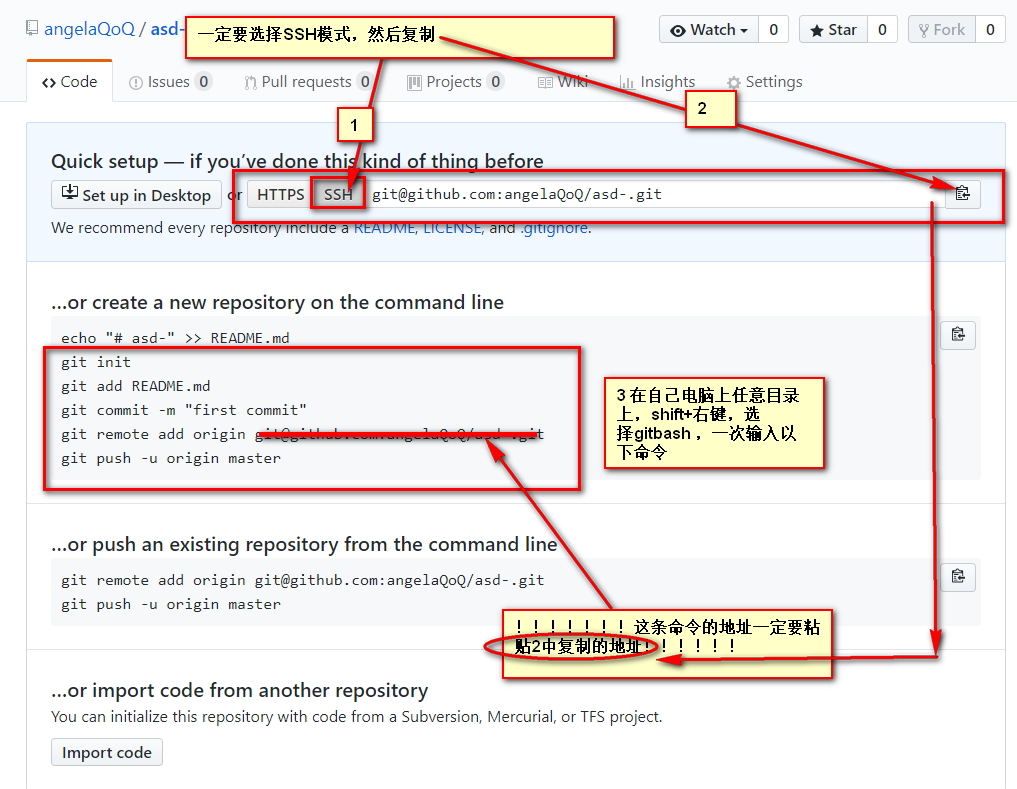 angelaQoQ / asd-
一定要选择SSH模式，然后复制
Watch 0 Star 0 Fork 0
Code Issues 0 Pull requests 0 Projects 0 Wiki Insights Settings
1
2
Quick setup — if you’ve done this kind of thing before
Set up in Desktop or HTTPS SSH git@github.com:angelaQoQ/asd-.git
We recommend every repository include a README, LICENSE, and .gitignore.
…or create a new repository on the command line
echo "# asd-" >> README.md
git init
git add README.md
git commit -m "first commit"
git remote add origin git@github.com:angelaQoQ/asd-.git
git push -u origin master
3 在自己电脑上任意目录
上，shift+右键，选
择gitbash ，一次输入以
下命令
…or push an existing repository from the command line
git remote add origin git@github.com:angelaQoQ/asd-.git
git push -u origin master
！！！！！！！这条命令的地址一定要粘
贴2中复制的地址！！！！！！
…or import code from another repository
You can initialize this repository with code from a Subversion, Mercurial, or TFS project.
Import code